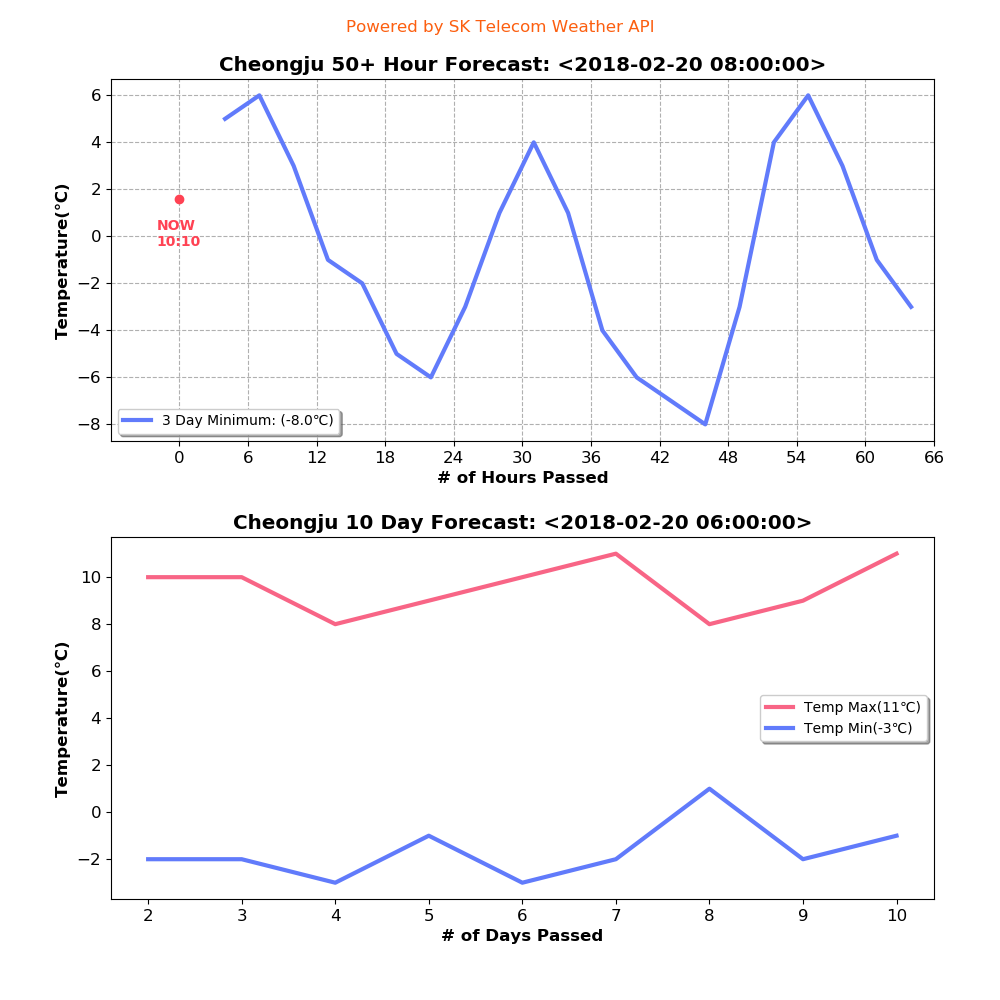 Powered by SK Telecom Weather API
Cheongju 50+ Hour Forecast: <2018-02-20 08:00:00>
6
4
2
0
−2
−4
−6
−8
Temperature(℃)
NOW
10:10
3 Day Minimum: (-8.0℃)
0 6 12 18 24 30 36 42 48 54 60 66
# of Hours Passed
Cheongju 10 Day Forecast: <2018-02-20 06:00:00>
10
8
6
4
2
0
−2
Temperature(℃)
Temp Max(11℃)
Temp Min(-3℃)
2 3 4 5 6 7 8 9 10
# of Days Passed